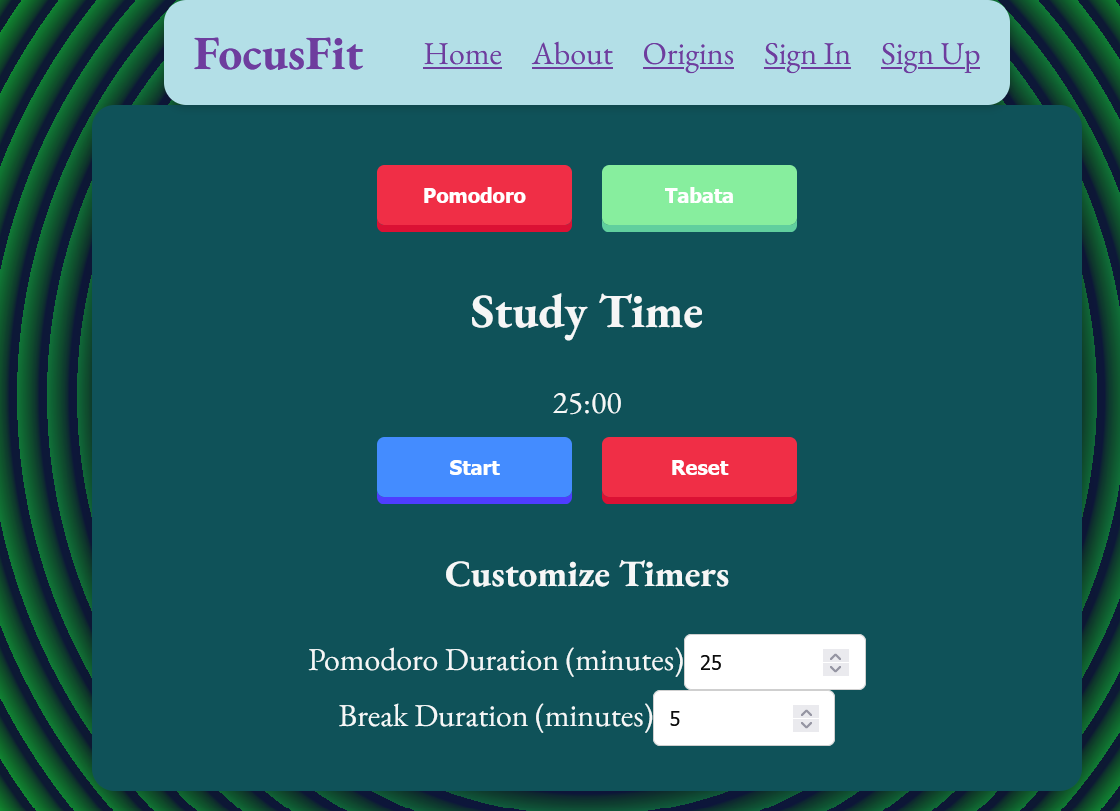 FocusFit Home About Origins Sign In Sign Up
Pomodoro Tabata
Study Time
25:00
Start Reset
Customize Timers
Pomodoro Duration (minutes) 25
Break Duration (minutes) 5